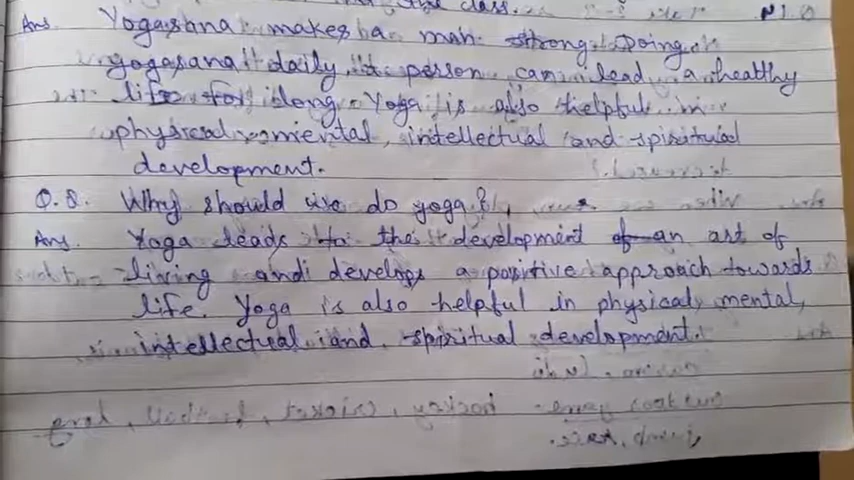 the class.
Ans. Yogasana makes a man strong. Doing
yogasana daily, a person can lead a healthy
life for long. Yoga is also helpful in
physical, mental, intellectual and spiritual
development.
Q.8. Why should we do yoga?
Ans. Yoga leads to the development of an art of
living and develops a positive approach towards
life. Yoga is also helpful in physical, mental,
intellectual and spiritual development.